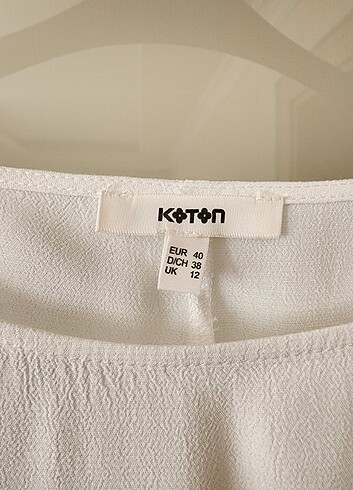 KOTON
EUR 40
D/CH 38
UK 12